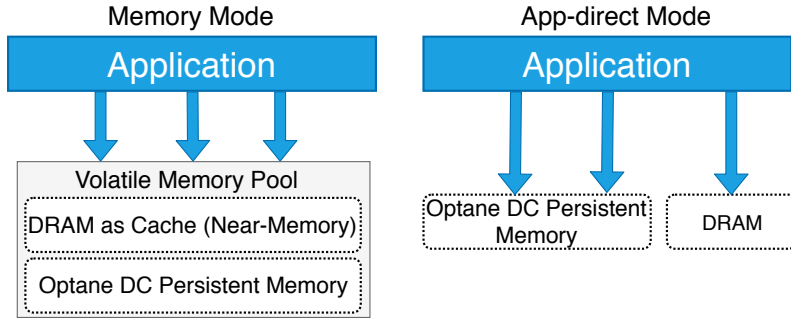 Memory Mode
Application
Volatile Memory Pool
DRAM as Cache (Near-Memory)
Optane DC Persistent Memory
App-direct Mode
Application
Optane DC Persistent
Memory
DRAM